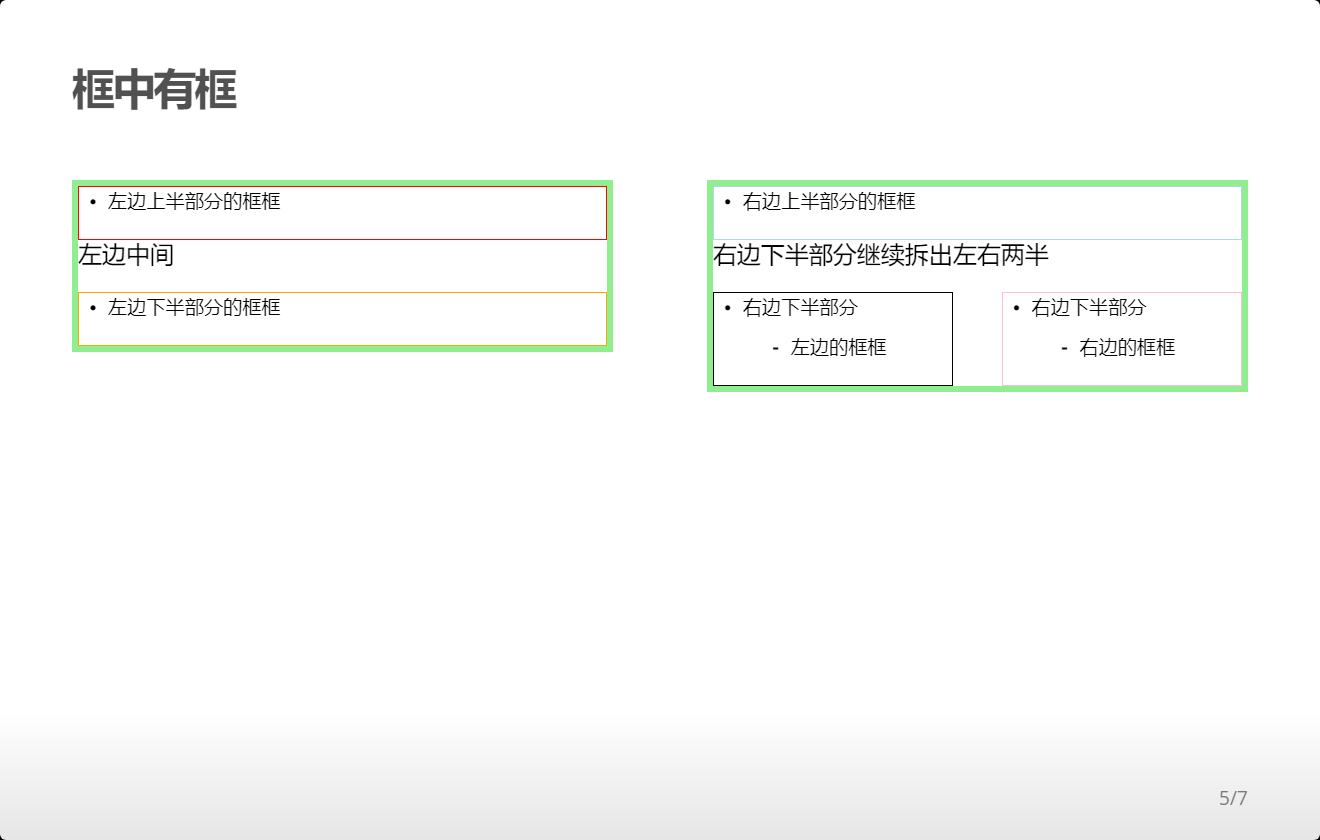 框中有框
• 左边上半部分的框框
左边中间
• 左边下半部分的框框
• 右边上半部分的框框
右边下半部分继续拆出左右两半
• 右边下半部分
- 左边的框框
• 右边下半部分
- 右边的框框
5/7